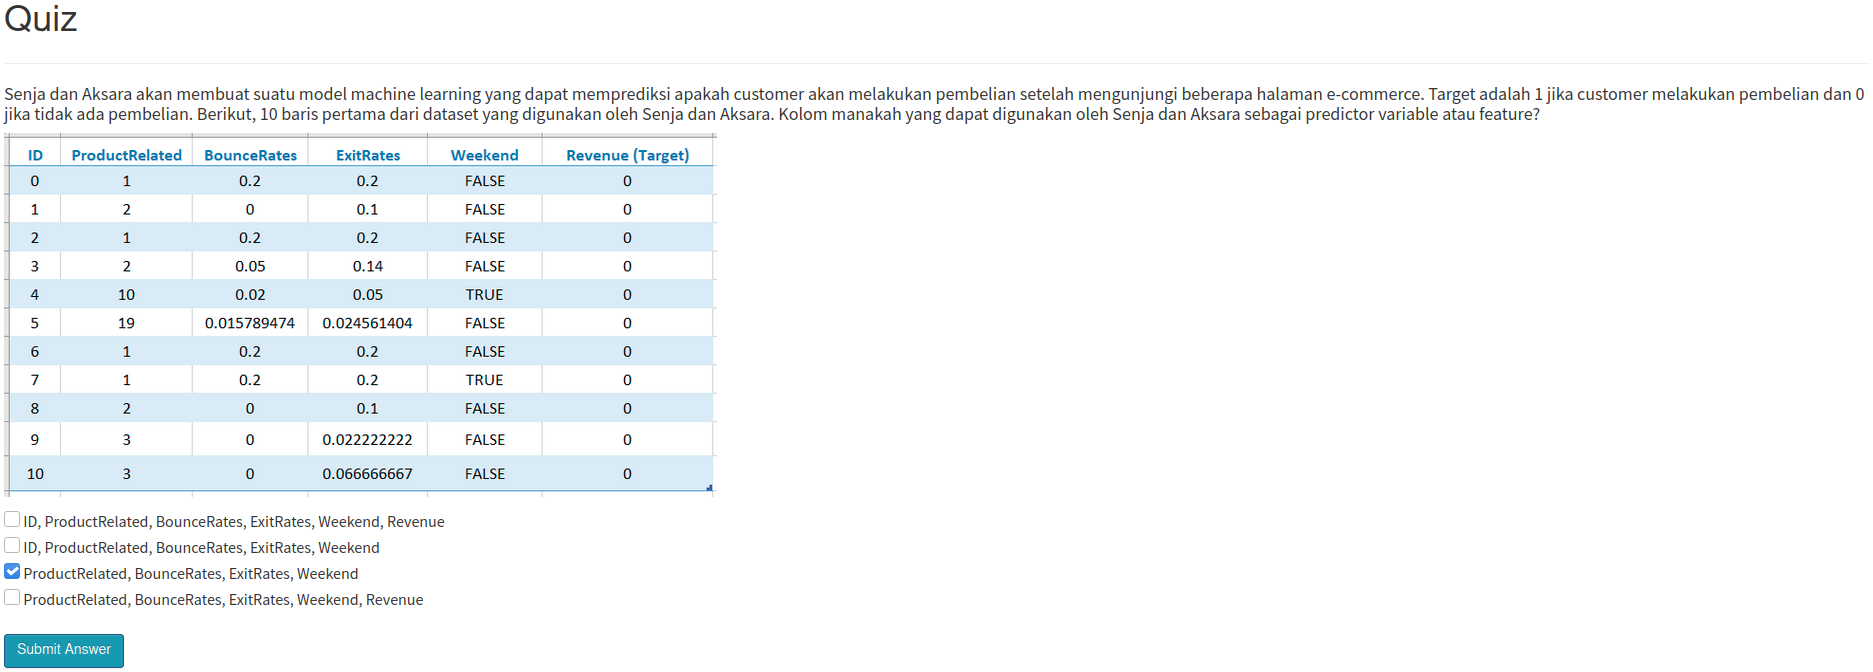 Quiz
Senja dan Aksara akan membuat suatu model machine learning yang dapat memprediksi apakah customer akan melakukan pembelian setelah mengunjungi beberapa halaman e-commerce. Target adalah 1 jika customer melakukan pembelian dan 0
jika tidak ada pembelian. Berikut, 10 baris pertama dari dataset yang digunakan oleh Senja dan Aksara. Kolom manakah yang dapat digunakan oleh Senja dan Aksara sebagai predictor variable atau feature?
ID ProductRelated BounceRates ExitRates Weekend Revenue (Target)
0 1 0.2 0.2 FALSE 0
1 2 0 0.1 FALSE 0
2 1 0.2 0.2 FALSE 0
3 2 0.05 0.14 FALSE 0
4 10 0.02 0.05 TRUE 0
5 19 0.015789474 0.024561404 FALSE 0
6 1 0.2 0.2 FALSE 0
7 1 0.2 0.2 TRUE 0
8 2 0 0.1 FALSE 0
9 3 0 0.022222222 FALSE 0
10 3 0 0.066666667 FALSE 0
ID, ProductRelated, BounceRates, ExitRates, Weekend, Revenue
ID, ProductRelated, BounceRates, ExitRates, Weekend
ProductRelated, BounceRates, ExitRates, Weekend
ProductRelated, BounceRates, ExitRates, Weekend, Revenue
Submit Answer